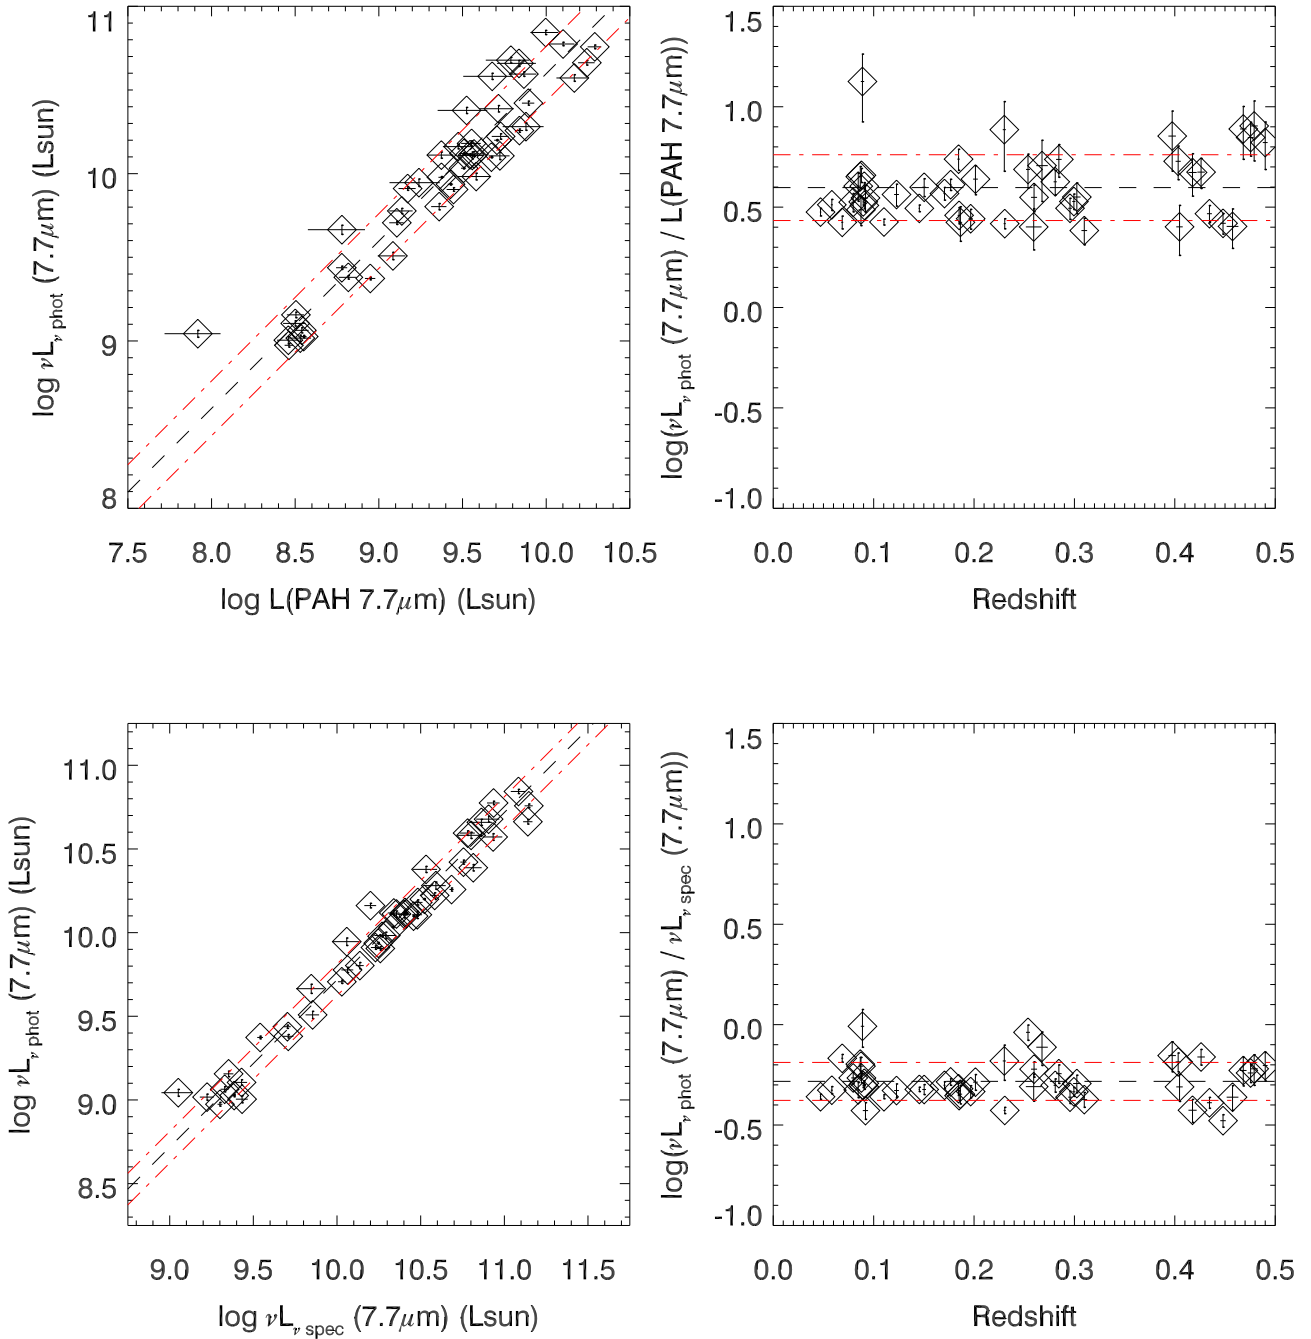 11
10
9
8
log νLν phot (7.7μm) (Lsun)
7.5 8.0 8.5 9.0 9.5 10.0 10.5
log L(PAH 7.7μm) (Lsun)
1.5
1.0
0.5
0.0
-0.5
-1.0
log(νLν phot (7.7μm) / L(PAH 7.7μm))
0.0 0.1 0.2 0.3 0.4 0.5
Redshift
11.0
10.5
10.0
9.5
9.0
8.5
log νLν phot (7.7μm) (Lsun)
9.0 9.5 10.0 10.5 11.0 11.5
log νLν spec (7.7μm) (Lsun)
1.5
1.0
0.5
0.0
-0.5
-1.0
log(νLν phot (7.7μm) / νLν spec (7.7μm))
0.0 0.1 0.2 0.3 0.4 0.5
Redshift